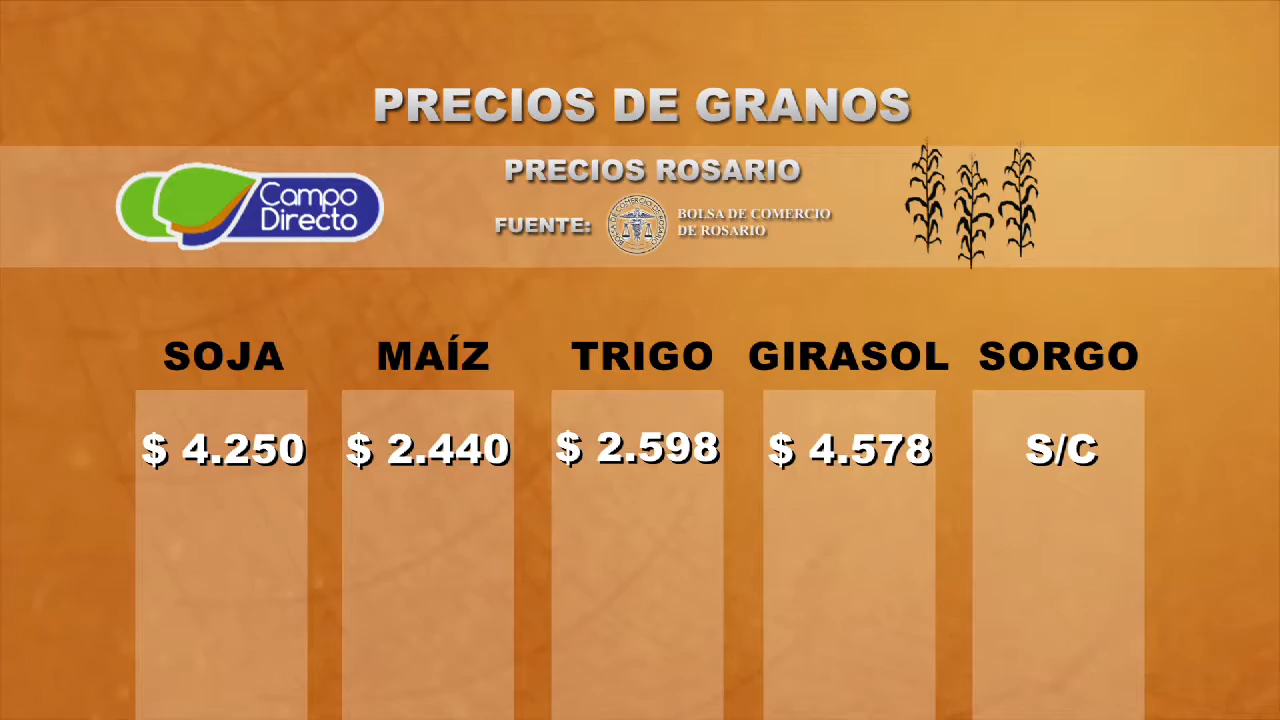 PRECIOS DE GRANOS
Campo
Directo
PRECIOS ROSARIO
FUENTE:
BOLSA DE COMERCIO
DE ROSARIO
SOJA MAÍZ TRIGO GIRASOL SORGO
$ 4.250 $ 2.440 $ 2.598 $ 4.578 S/C